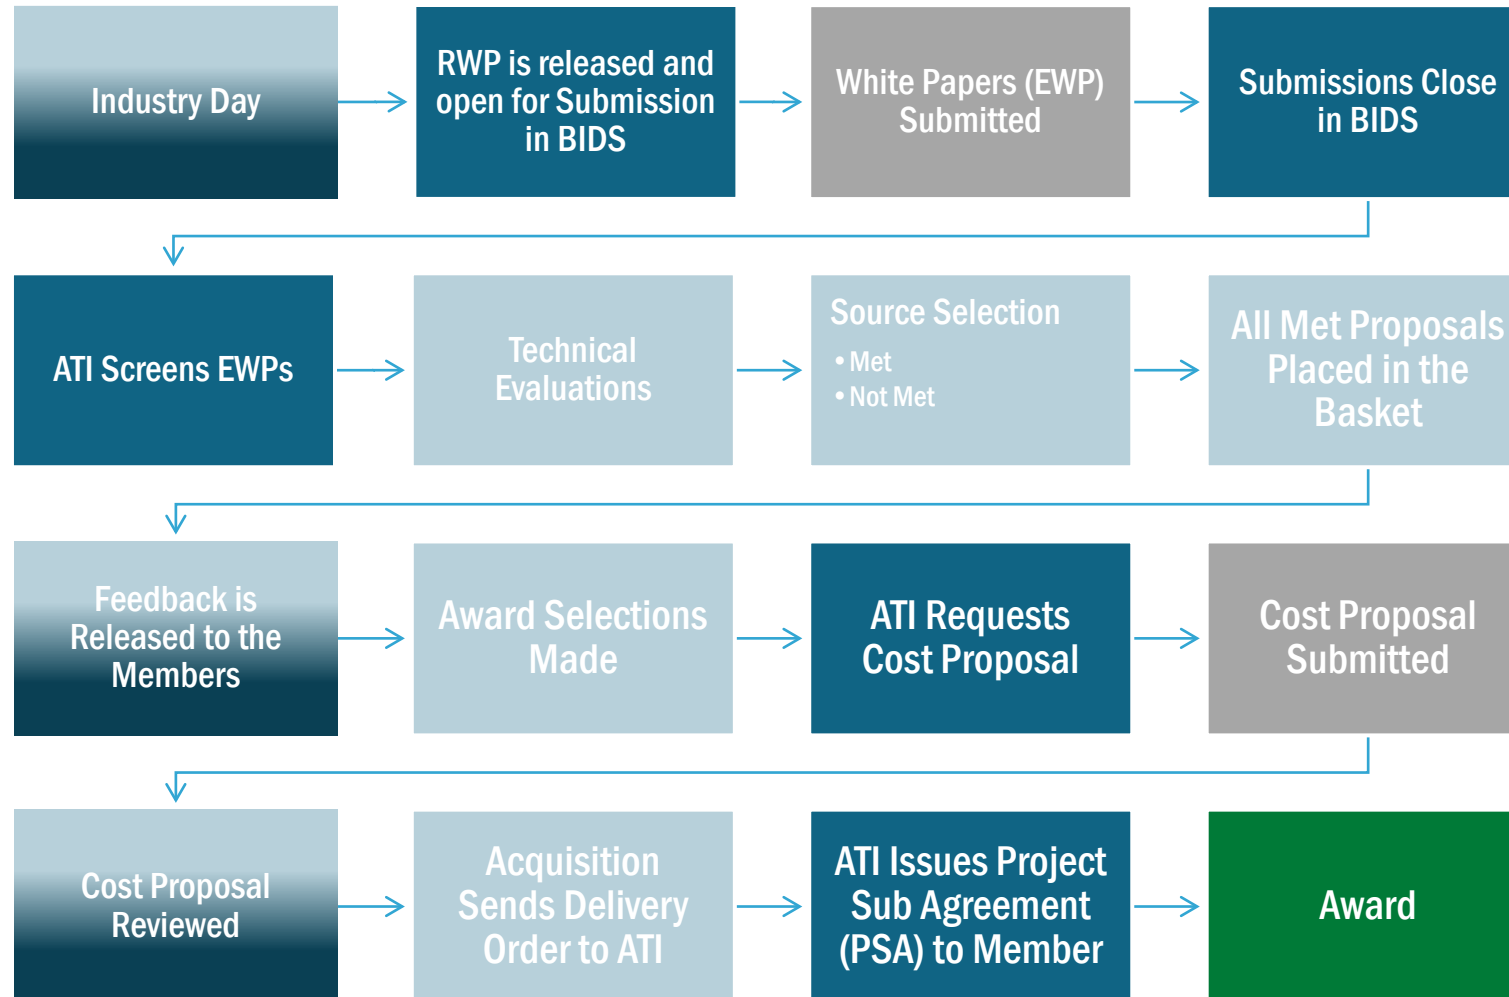 Industry Day
RWP is released and
open for Submission
in BIDS
White Papers (EWP)
Submitted
Submissions Close
in BIDS
ATI Screens EWPs
Technical
Evaluations
Source Selection
• Met
• Not Met
All Met Proposals
Placed in the
Basket
Feedback is
Released to the
Members
Award Selections
Made
ATI Requests
Cost Proposal
Cost Proposal
Submitted
Cost Proposal
Reviewed
Acquisition
Sends Delivery
Order to ATI
ATI Issues Project
Sub Agreement
(PSA) to Member
Award